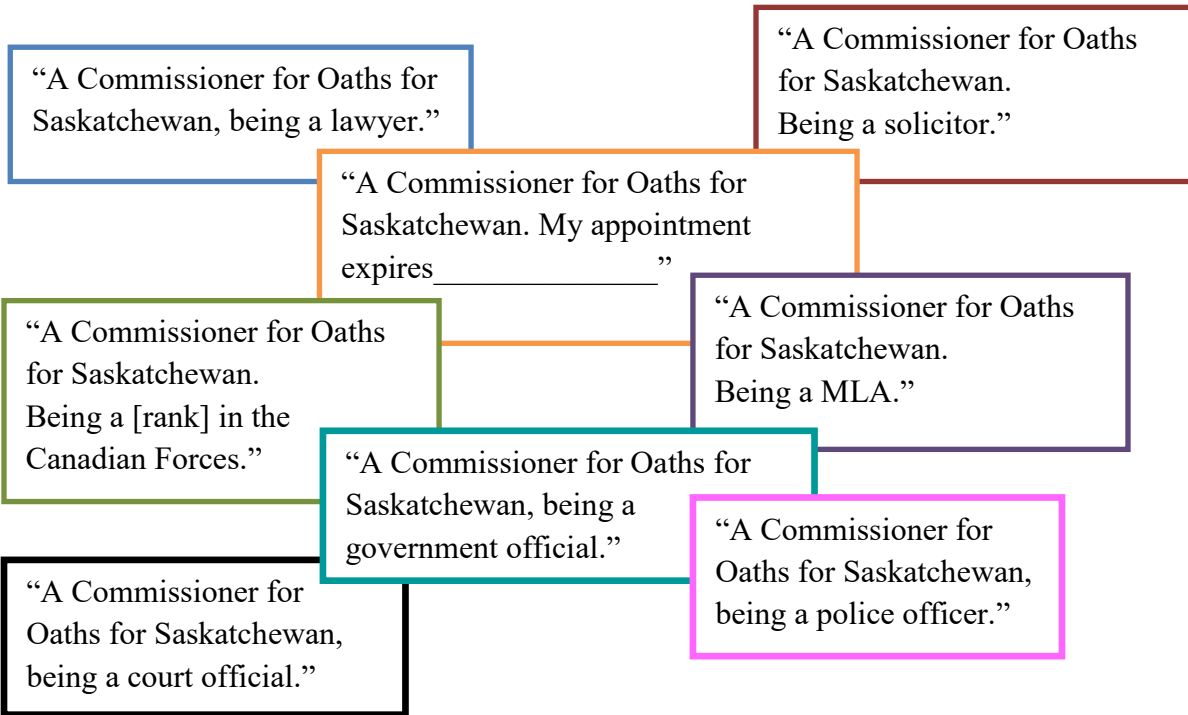 “A Commissioner for Oaths for
Saskatchewan, being a lawyer.”
“A Commissioner for Oaths
for Saskatchewan.
Being a solicitor.”
“A Commissioner for Oaths for
Saskatchewan. My appointment
expires______________”
“A Commissioner for Oaths
for Saskatchewan.
Being a MLA.”
“A Commissioner for Oaths
for Saskatchewan.
Being a [rank] in the
Canadian Forces.”
“A Commissioner for Oaths for
Saskatchewan, being a
government official.”
“A Commissioner for
Oaths for Saskatchewan,
being a police officer.”
“A Commissioner for
Oaths for Saskatchewan,
being a court official.”